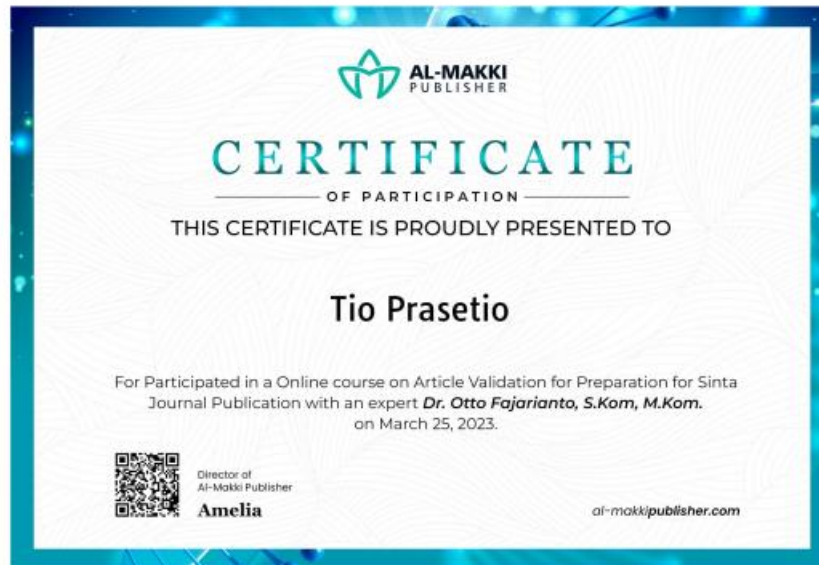 AL-MAKKI
PUBLISHER
CERTIFICATE
OF PARTICIPATION
THIS CERTIFICATE IS PROUDLY PRESENTED TO
Tio Prasetio
For Participated in a Online course on Article Validation for Preparation for Sinta
Journal Publication with an expert Dr. Otto Fajarianto, S.Kom, M.Kom.
on March 25, 2023.
Director of
Al-Makki Publisher
Amelia
al-makkipublisher.com